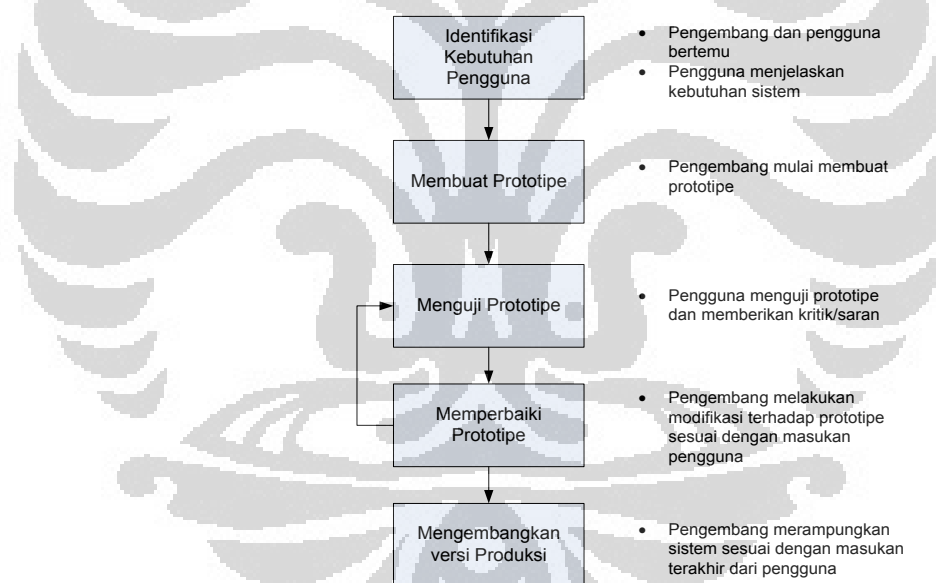 Identifikasi
Kebutuhan
Pengguna
• Pengembang dan pengguna
bertemu
• Pengguna menjelaskan
kebutuhan sistem
Membuat Prototipe
• Pengembang mulai membuat
prototipe
Menguji Prototipe
• Pengguna menguji prototipe
dan memberikan kritik/saran
Memperbaiki
Prototipe
• Pengembang melakukan
modifikasi terhadap prototipe
sesuai dengan masukan
pengguna
Mengembangkan
versi Produksi
• Pengembang merampungkan
sistem sesuai dengan masukan
terakhir dari pengguna